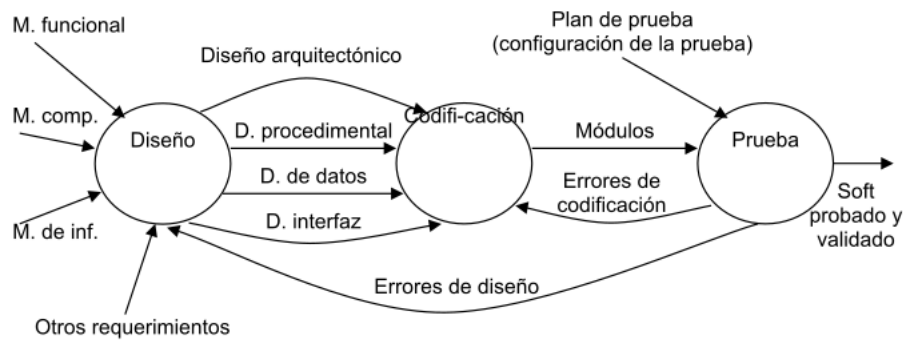 M. funcional
Plan de prueba
(configuración de la prueba)
Diseño arquitectónico
M. comp.
Diseño
D. procedimental
Codifi-cación
Módulos
Prueba
D. de datos
Errores de
codificación
Soft
probado y
validado
M. de inf.
D. interfaz
Errores de diseño
Otros requerimientos